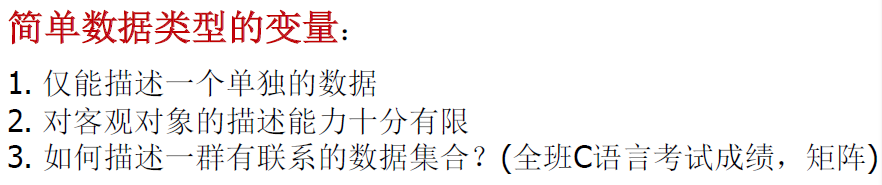 简单数据类型的变量：
1. 仅能描述一个单独的数据
2. 对客观对象的描述能力十分有限
3. 如何描述一群有联系的数据集合？(全班C语言考试成绩，矩阵)